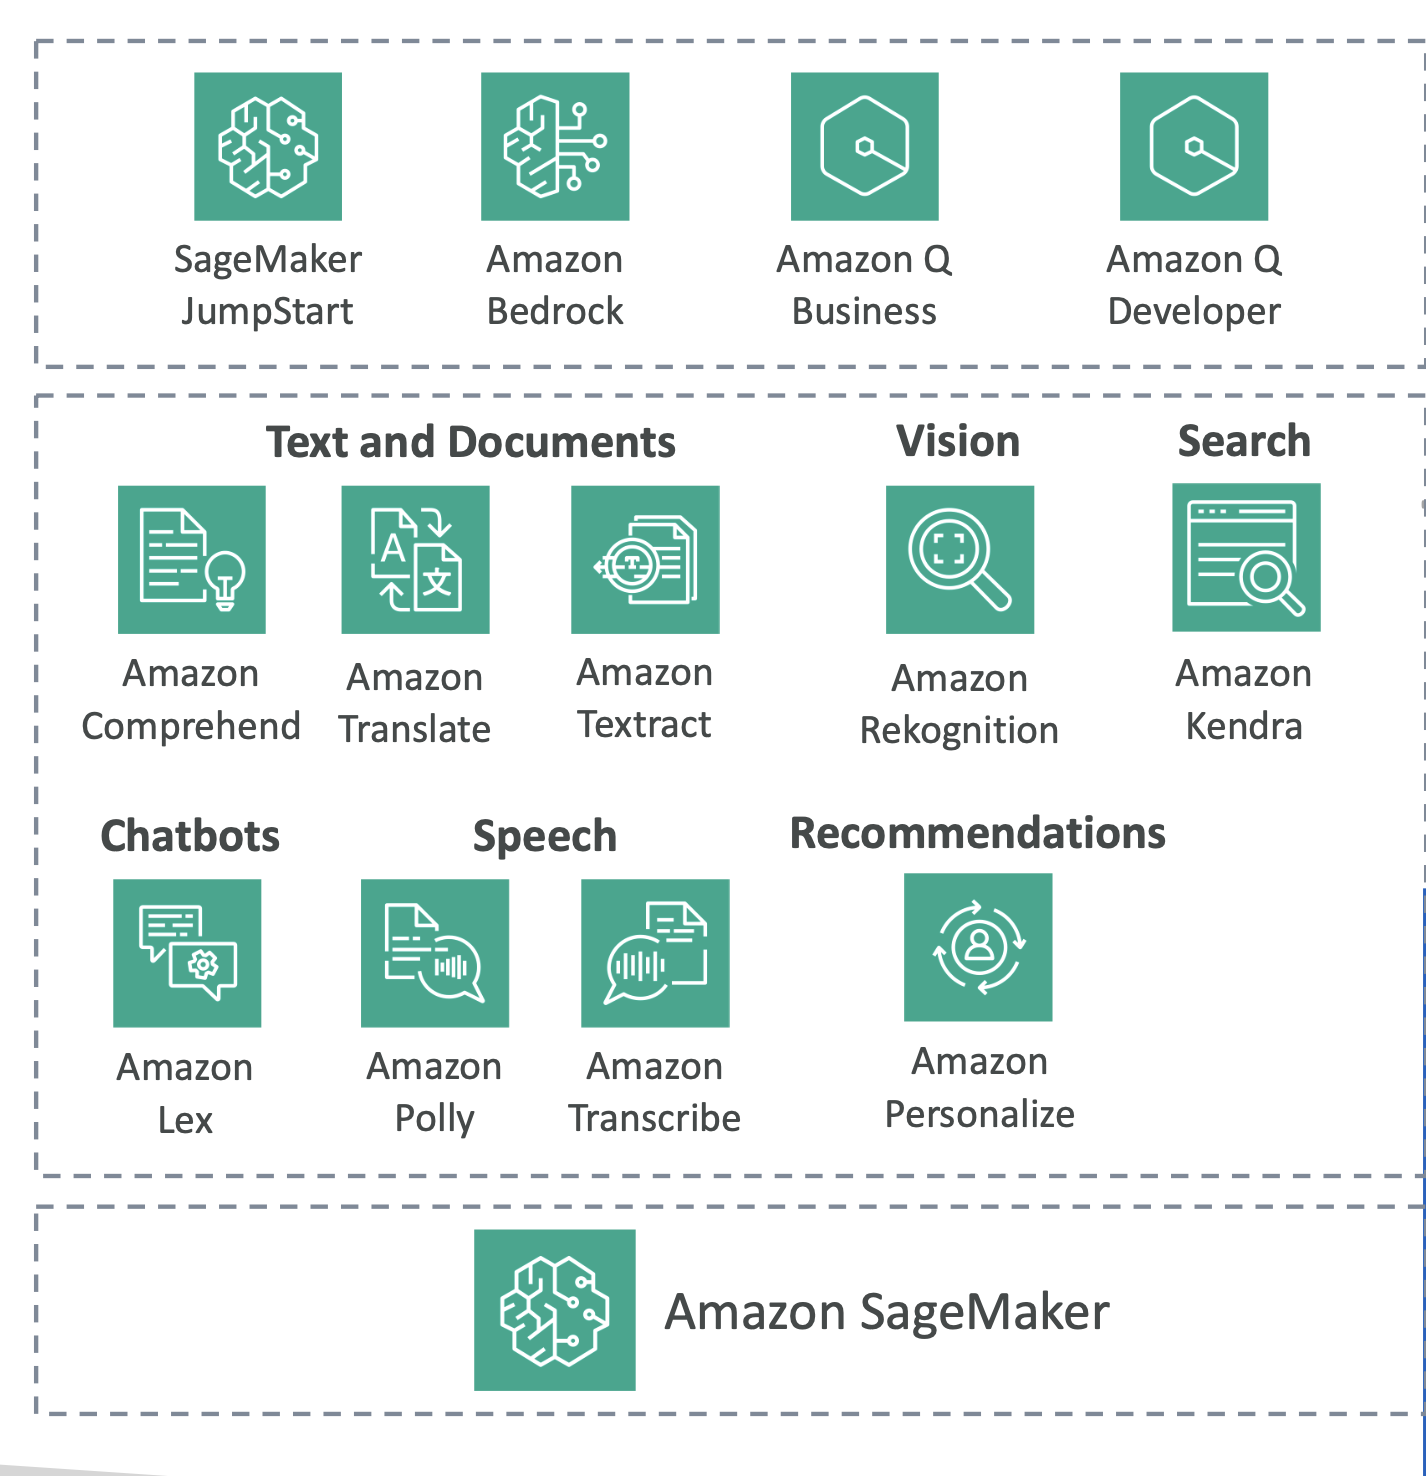 SageMaker
JumpStart
Amazon
Bedrock
Amazon Q
Business
Amazon Q
Developer
Text and Documents
Vision
Search
Amazon
Comprehend
Amazon
Translate
Amazon
Textract
Amazon
Rekognition
Amazon
Kendra
Chatbots
Speech
Recommendations
Amazon
Lex
Amazon
Polly
Amazon
Transcribe
Amazon
Personalize
Amazon SageMaker